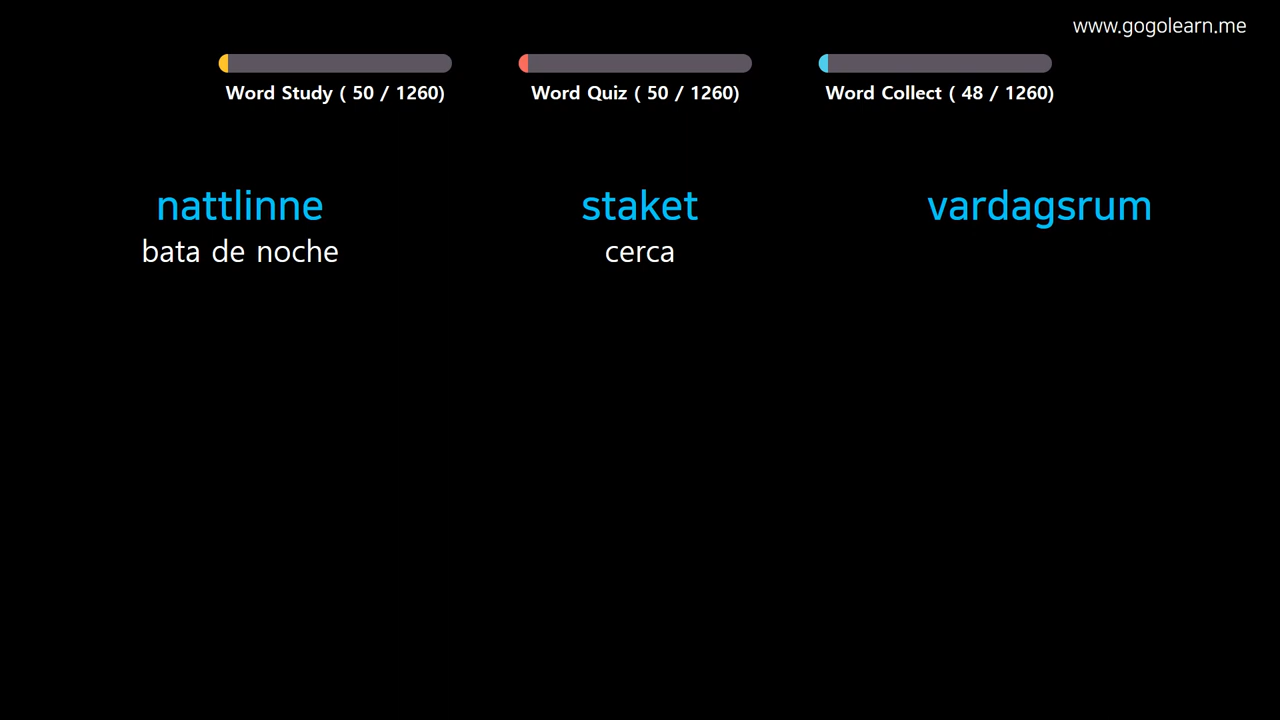 www.gogolearn.me
Word Study ( 50 / 1260)
Word Quiz ( 50 / 1260)
Word Collect ( 48 / 1260)
nattlinne
bata de noche
staket
cerca
vardagsrum